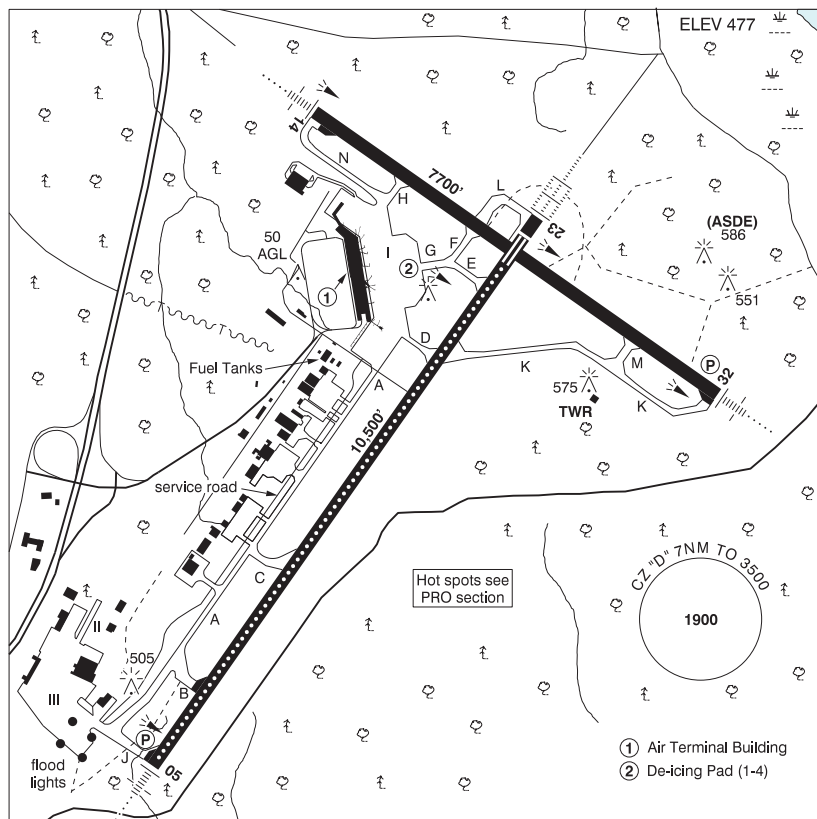 ELEV 477
14
N
7700'
H
L
23
(ASDE)
586
50
AGL
I
G
F
2
E
551
1
D
Fuel Tanks
A
K
M
P
32
575
K
TWR
10,500'
service road
C
Hot spots see
PRO section
CZ "D" 7NM TO 3500
1900
A
II
505
B
III
P
J
05
flood
lights
1 Air Terminal Building
2 De-icing Pad (1-4)